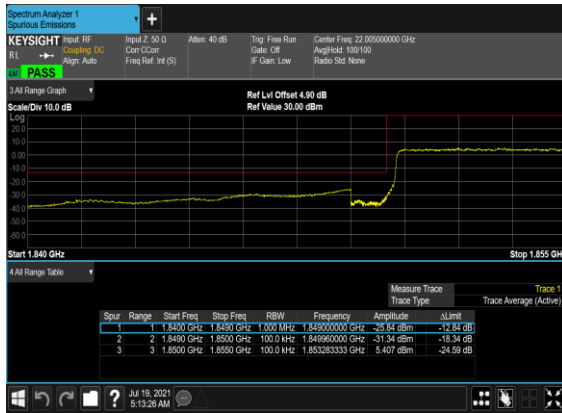 Spectrum Analyzer 1
Spurious Emissions
+
KEYSIGHT Input: RF Input Z: 50 Ω Atten: 40 dB Trig: Free Run Center Freq: 22.005000000 GHz
RL Coupling: DC Corr CCorr Gate: Off Avg|Hold: 100/100
Align: Auto Freq Ref: Int (S) IF Gain: Low Radio Std: None
PASS
3 All Range Graph
Ref Lvl Offset 4.90 dB
Scale/Div 10.0 dB Ref Value 30.00 dBm
Log
20.0
10.0
0.00
-10.0
-20.0
-30.0
-40.0
-50.0
-60.0
Start 1.840 GHz Stop 1.855 GH
4 All Range Table
Measure Trace Trace 1
Trace Type Trace Average (Active)
Spur Range Start Freq Stop Freq RBW Frequency Amplitude ΔLimit
1 1 1.8400 GHz 1.8490 GHz 1.000 MHz 1.849000000 GHz -25.84 dBm -12.84 dB
2 2 1.8490 GHz 1.8500 GHz 100.0 kHz 1.849960000 GHz -31.34 dBm -18.34 dB
3 3 1.8500 GHz 1.8550 GHz 100.0 kHz 1.853283333 GHz 5.407 dBm -24.59 dB
? Jul 19, 2021
5:13:26 AM